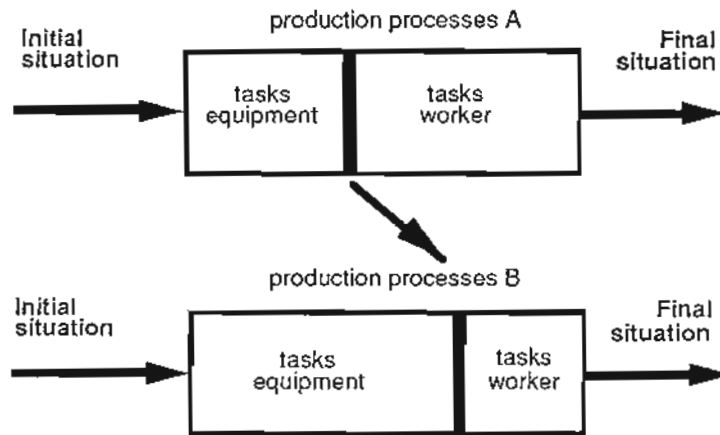 production processes A
Initial
situation
Final
situation
tasks
equipment
tasks
worker
production processes B
Initial
situation
Final
situation
tasks
equipment
tasks
worker